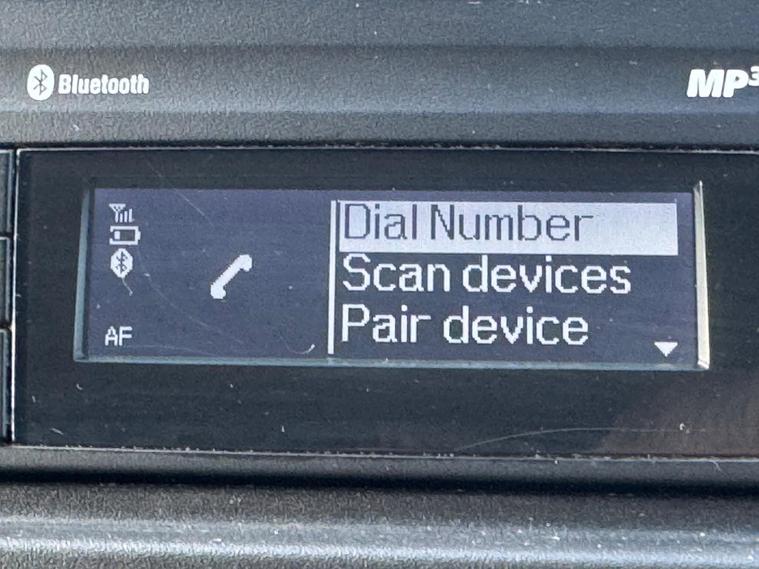 Bluetooth
MP3
Dial Number
Scan devices
Pair device
AF